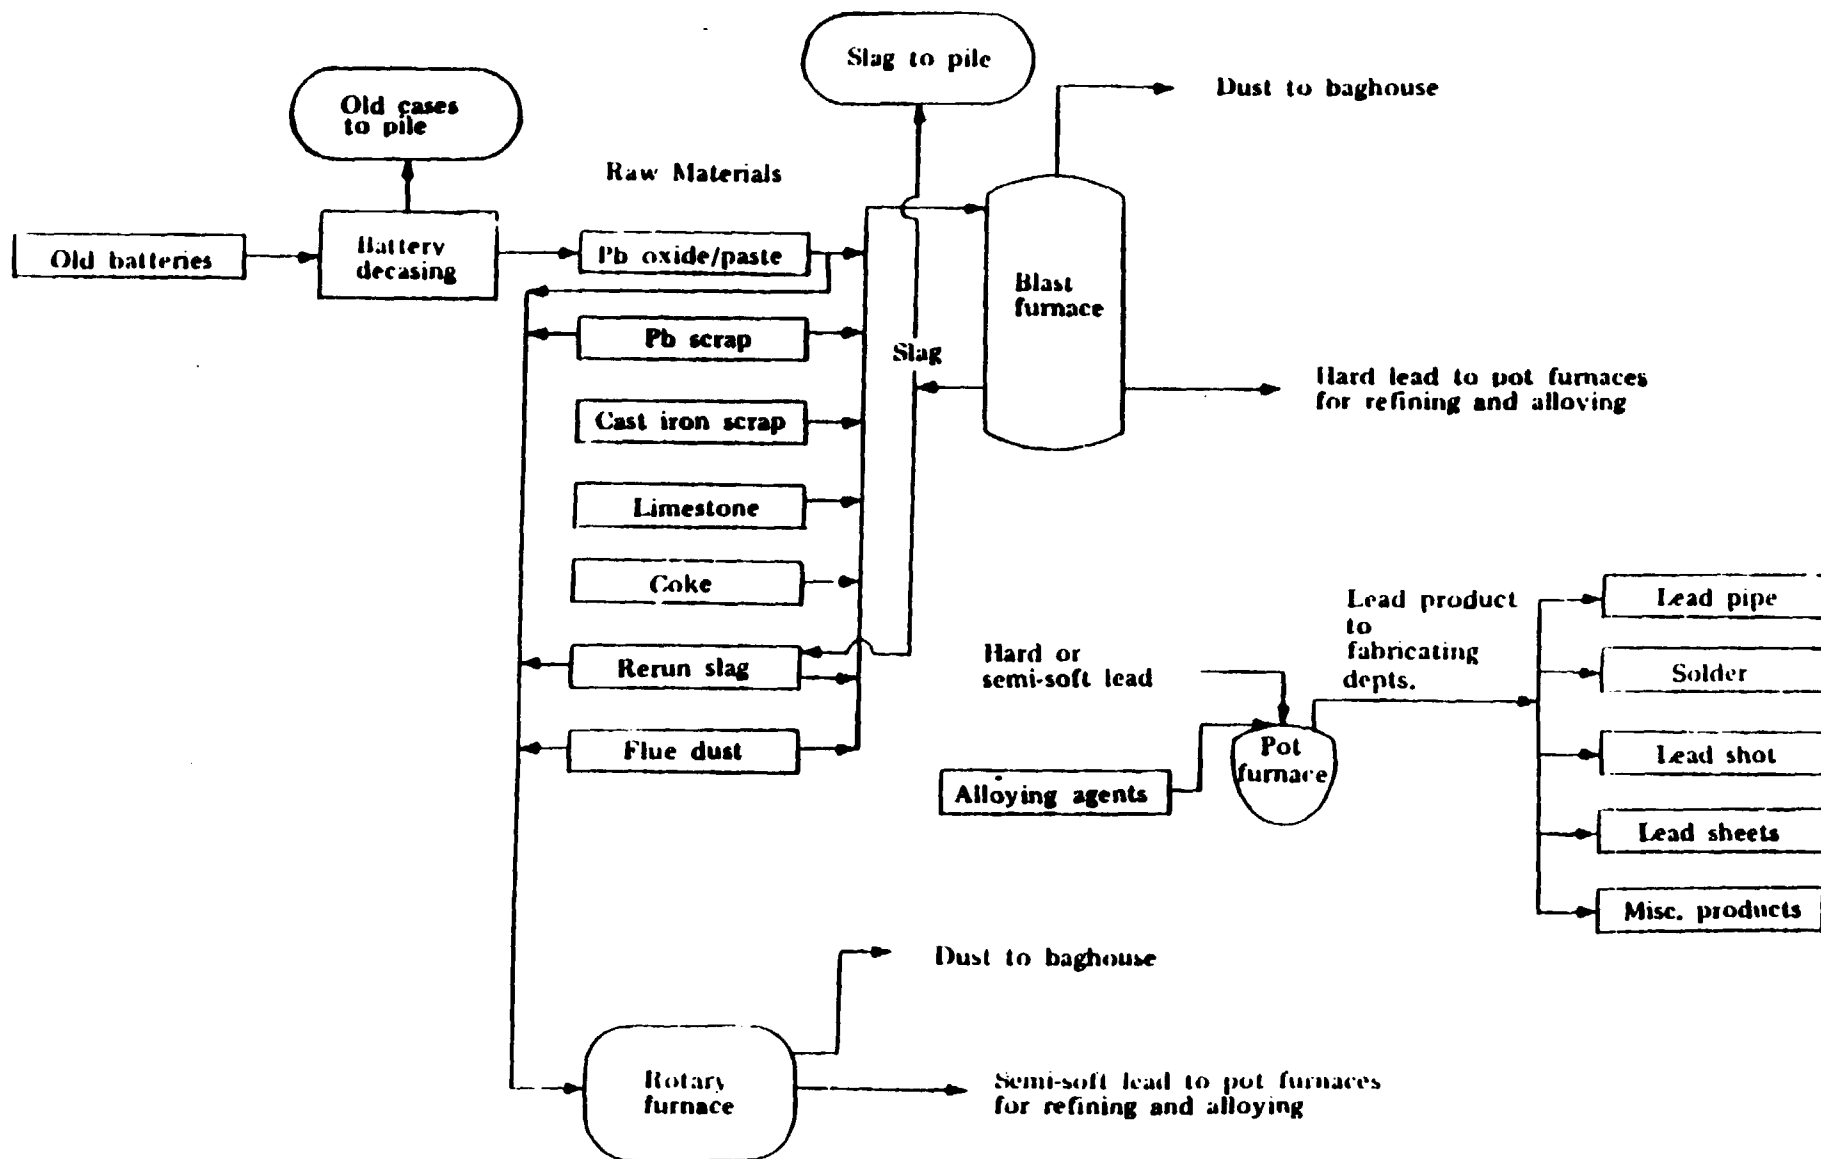 Slag to pile
Dust to baghouse
Old cases
to pile
Raw Materials
Old batteries
Battery
decasing
Pb oxide/paste
Blast
furnace
Pb scrap
Slag
Hard lead to pot furnaces
for refining and alloying
Cast iron scrap
Limestone
Coke
Lead product
to
fabricating
depts.
Lead pipe
Hard or
semi-soft lead
Rerun slag
Solder
Flue dust
Pot
furnace
Lead shot
Alloying agents
Lead sheets
Misc. products
Dust to baghouse
Rotary
furnace
Semi-soft lead to pot furnaces
for refining and alloying